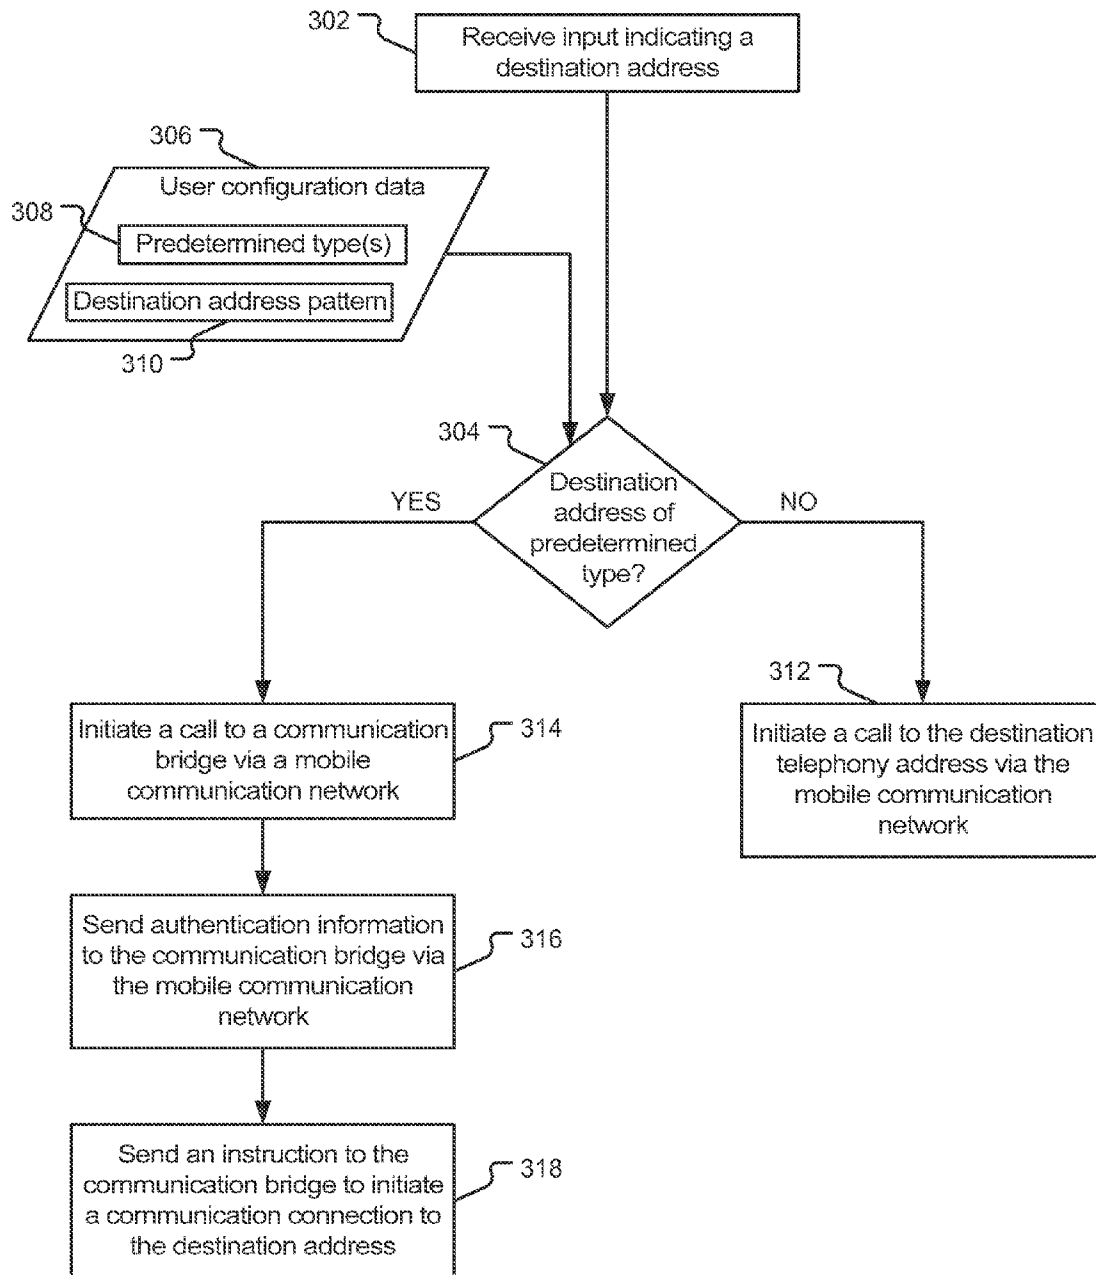 302
Receive input indicating a
destination address
306
User configuration data
308
Predetermined type(s)
Destination address pattern
310
304
Destination
address of
predetermined
type?
YES
NO
312
Initiate a call to a communication
bridge via a mobile
communication network
314
Initiate a call to the destination
telephony address via the
mobile communication
network
Send authentication information
to the communication bridge via
the mobile communication
network
316
Send an instruction to the
communication bridge to initiate
a communication connection to
the destination address
318